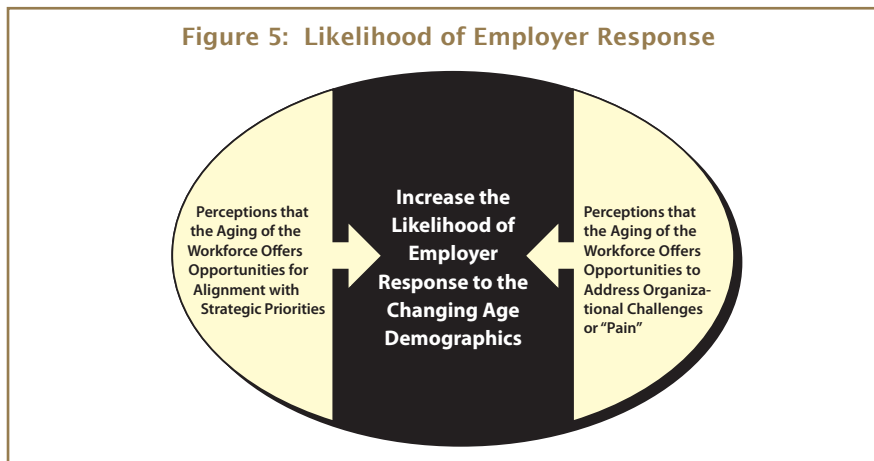 Figure 5: Likelihood of Employer Response
Perceptions that
the Aging of the
Workforce Offers
Opportunities for
Alignment with
Strategic Priorities
Increase the
Likelihood of
Employer
Response to the
Changing Age
Demographics
Perceptions that
the Aging of the
Workforce Offers
Opportunities to
Address Organiza-
tional Challenges
or “Pain”